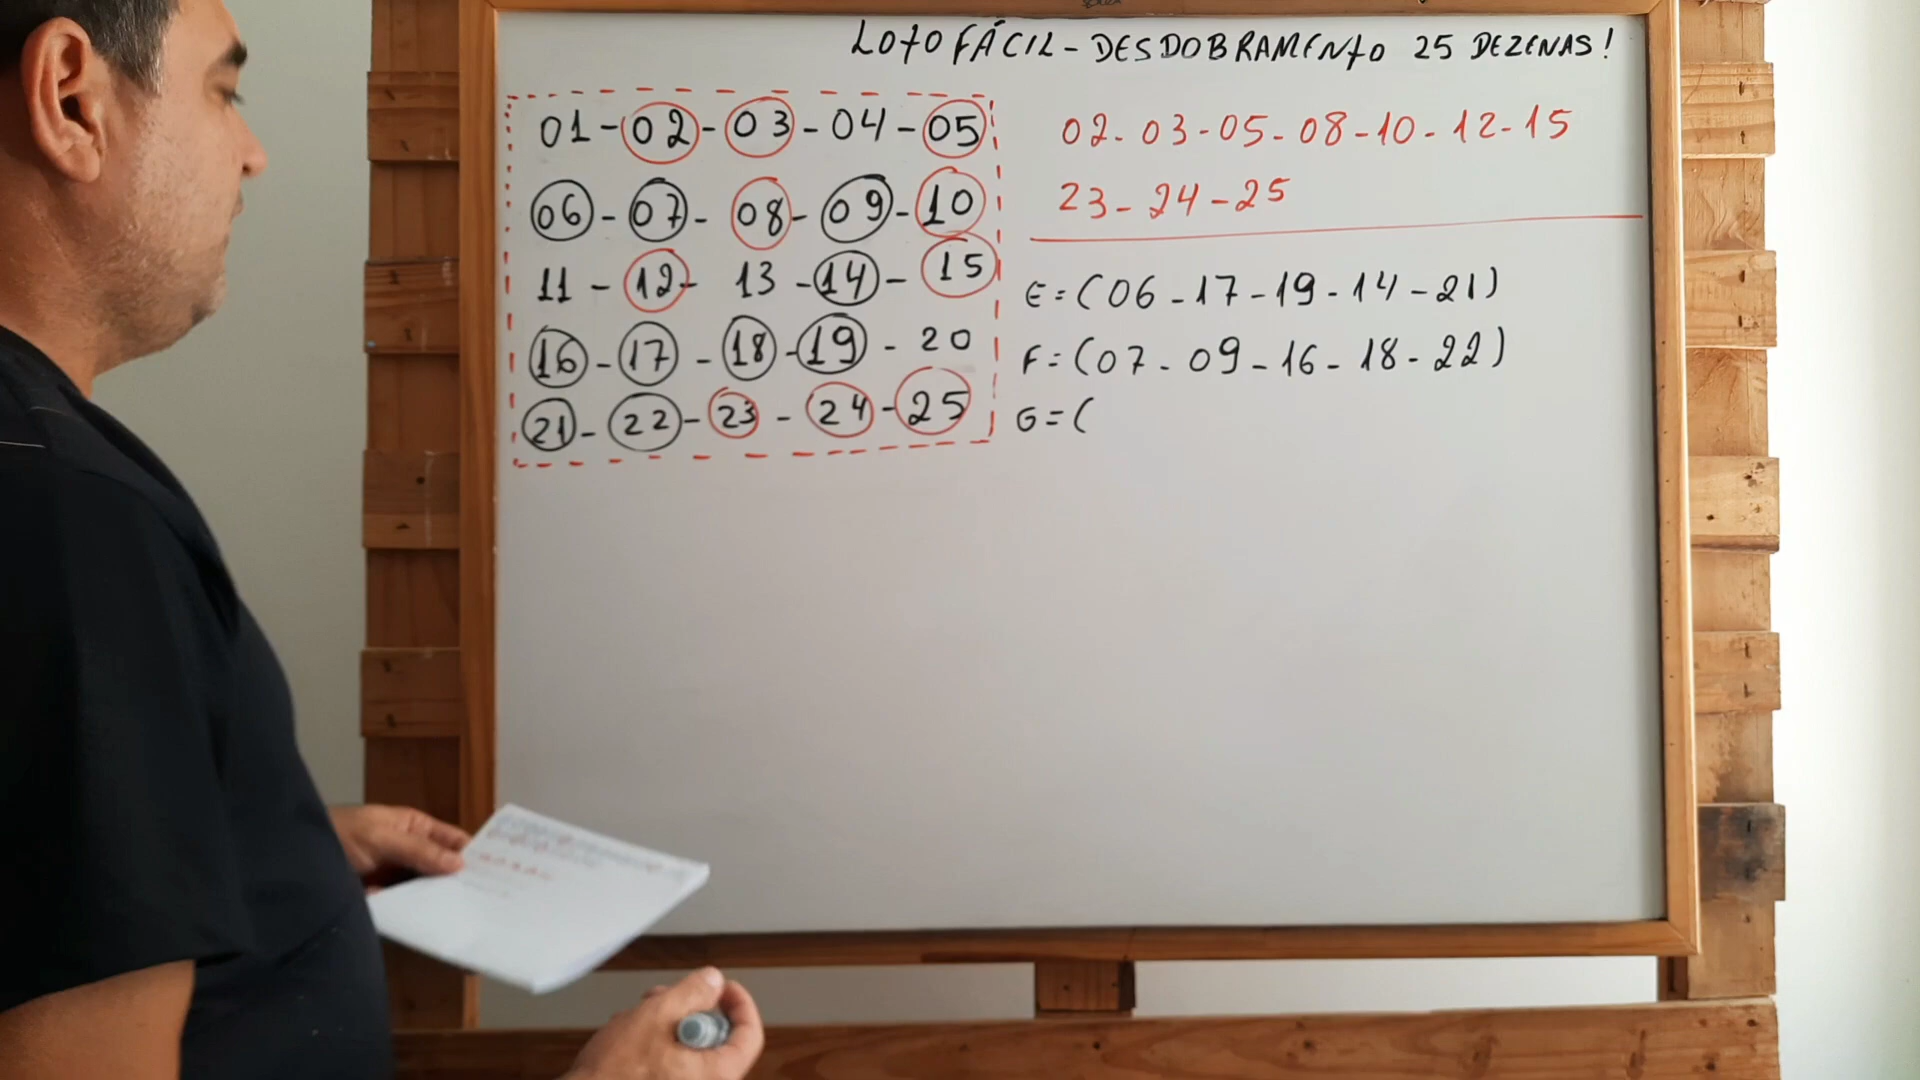 LOTOFÁCIL - DESDOBRAMENTO 25 DEZENAS!
01 - 02 - 03 - 04 - 05
06 - 07 - 08 - 09 - 10
11 - 12 - 13 - 14 - 15
16 - 17 - 18 - 19 - 20
21 - 22 - 23 - 24 - 25
02 - 03 - 05 - 08 - 10 - 12 - 15
23 - 24 - 25
E = (06 - 17 - 19 - 14 - 21)
F = (07 - 09 - 16 - 18 - 22)
G = (